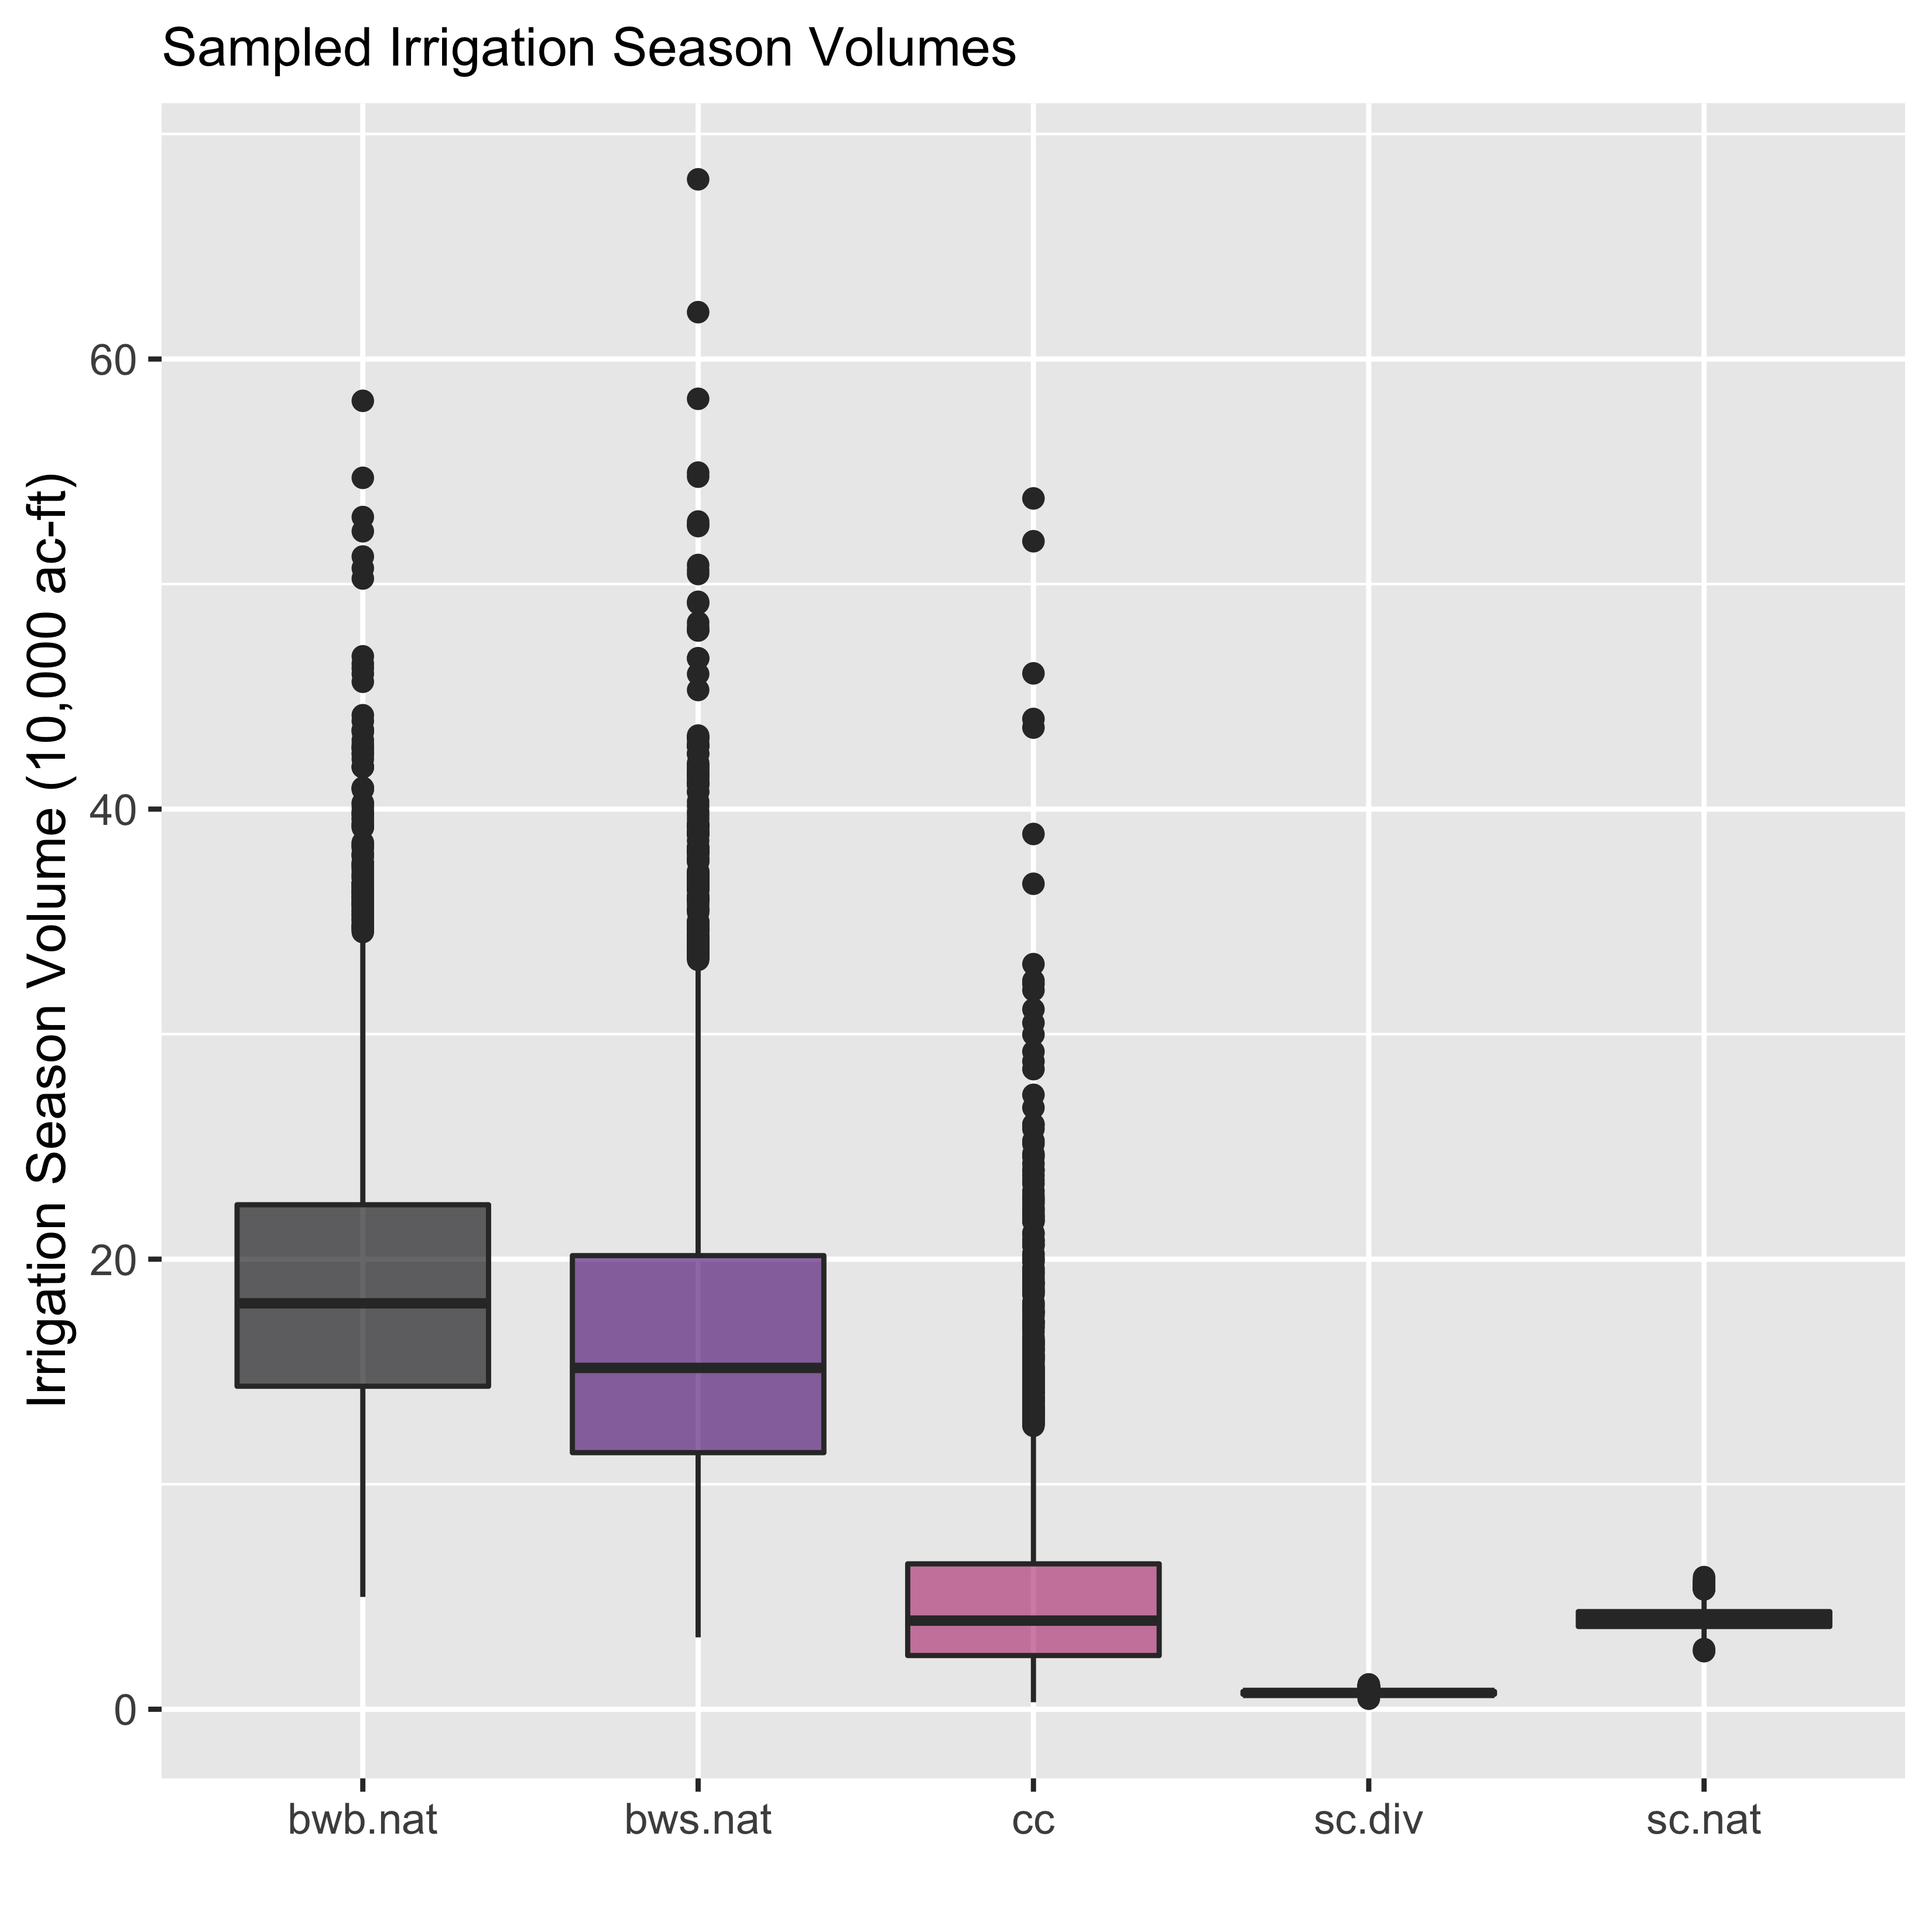 Sampled Irrigation Season Volumes
Irrigation Season Volume (10,000 ac-ft)
60
40
20
0
bwb.nat bws.nat cc sc.div sc.nat